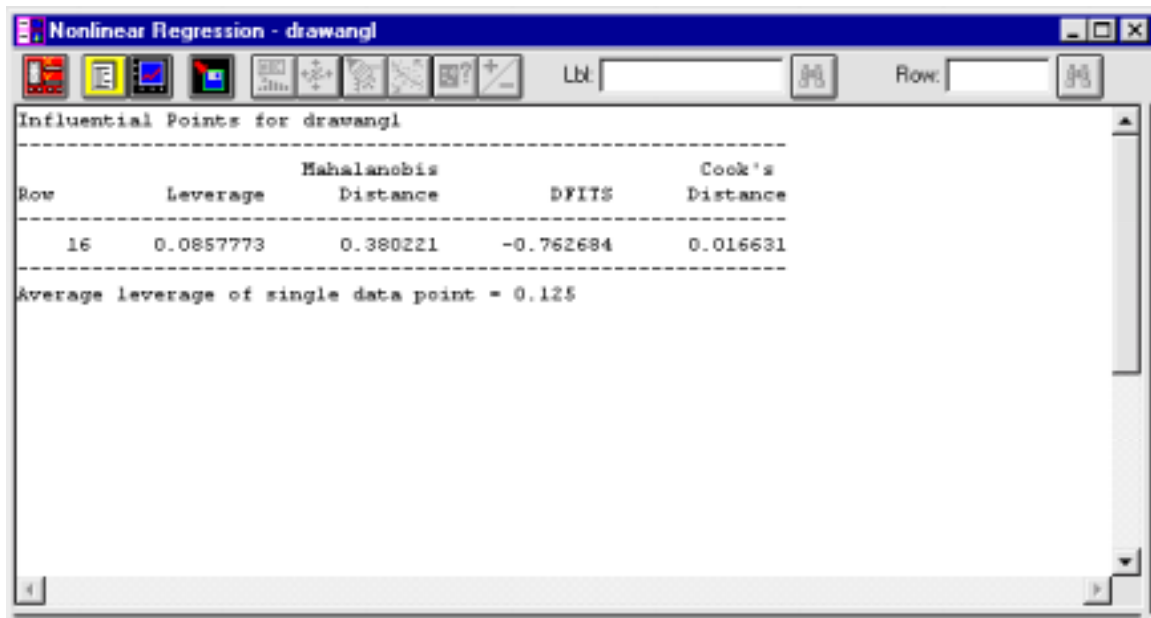 Nonlinear Regression - drawangl
Lbl: Row:
Influential Points for drawangl
------------------------------------------------------------
Mahalanobis Cook's
Row Leverage Distance DFITS Distance
------------------------------------------------------------
16 0.0857773 0.380221 -0.762684 0.016631
------------------------------------------------------------
Average leverage of single data point = 0.125